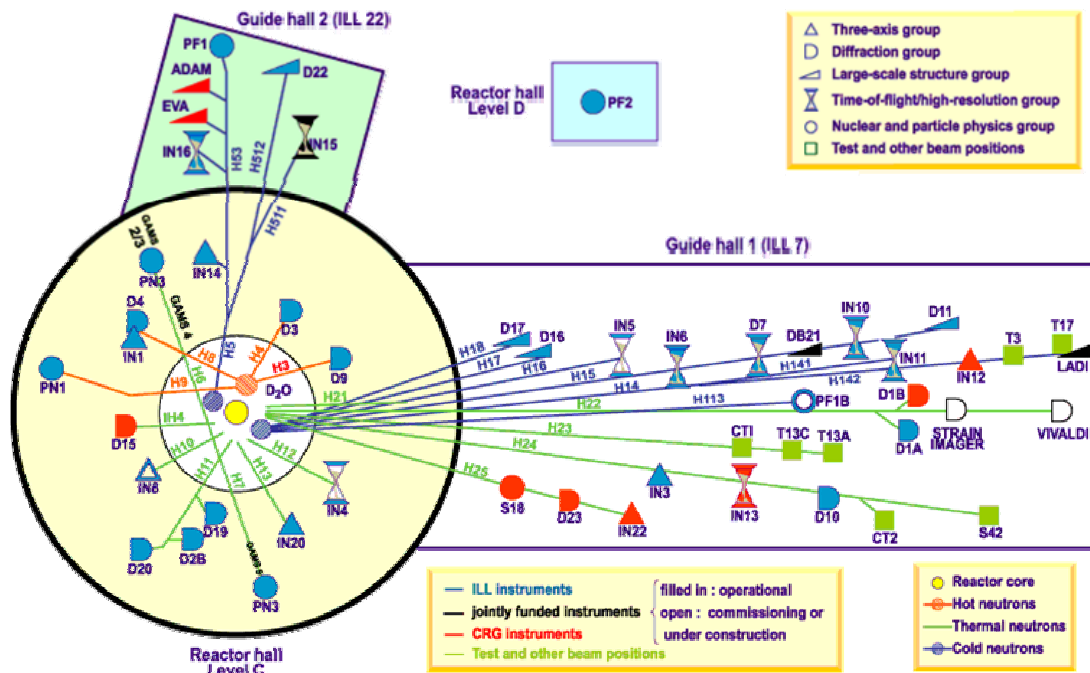 Guide hall 2 (ILL 22)
PF1
ADAM
D22
EVA
IN16
IN15
H53
H512
H511
Reactor hall
Level D
PF2
Three-axis group
Diffraction group
Large-scale structure group
Time-of-flight/high-resolution group
Nuclear and particle physics group
Test and other beam positions
GAMS
2/3
PN3
IN14
GAMS 4
D4
IN1
D3
H8
H6
H5
H4
H3
D9
PN1
H9
D2O
H21
D15
IH4
H10
IN8
H11
H7
H13
H12
IN4
D19
D2B
D20
IN20
PN3
Reactor hall
Level C
Guide hall 1 (ILL 7)
H18
H17
H16
H15
H14
D17
D16
IN5
IN6
D7
DB21
IN10
D11
IN11
H141
H142
IN12
T3
T17
LADI
H22
H113
PF1B
D1B
D1A
STRAIN
IMAGER
VIVALDI
H23
CT1
T13C
T13A
H24
IN3
IN13
D10
CT2
S42
H25
S18
D23
IN22
ILL instruments
jointly funded instruments
CRG instruments
Test and other beam positions
filled in : operational
open : commissioning or
under construction
Reactor core
Hot neutrons
Thermal neutrons
Cold neutrons